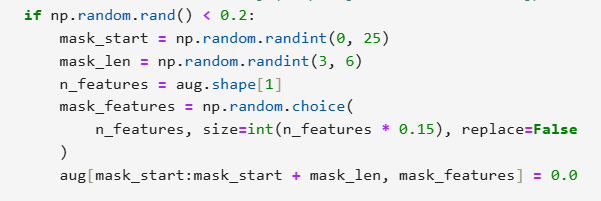 if np.random.rand() < 0.2:
    mask_start = np.random.randint(0, 25)
    mask_len = np.random.randint(3, 6)
    n_features = aug.shape[1]
    mask_features = np.random.choice(
        n_features, size=int(n_features * 0.15), replace=False
    )
    aug[mask_start:mask_start + mask_len, mask_features] = 0.0